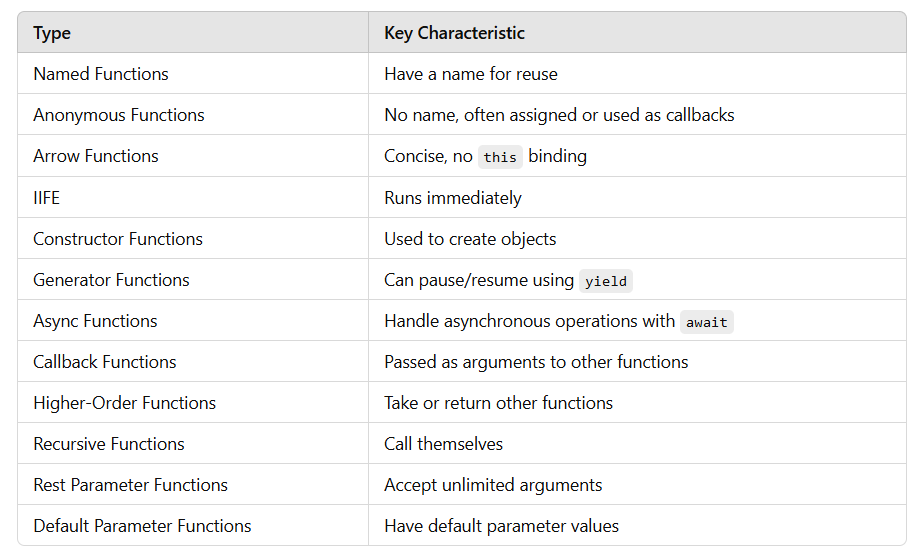 Type Key Characteristic
Named Functions Have a name for reuse
Anonymous Functions No name, often assigned or used as callbacks
Arrow Functions Concise, no this binding
IIFE Runs immediately
Constructor Functions Used to create objects
Generator Functions Can pause/resume using yield
Async Functions Handle asynchronous operations with await
Callback Functions Passed as arguments to other functions
Higher-Order Functions Take or return other functions
Recursive Functions Call themselves
Rest Parameter Functions Accept unlimited arguments
Default Parameter Functions Have default parameter values